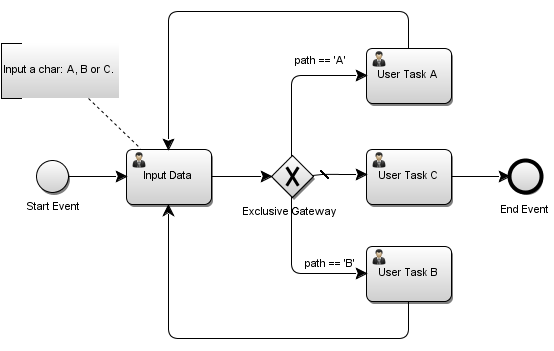 path == 'A'
User Task A
Input a char: A, B or C.
Input Data
User Task C
Start Event
Exclusive Gateway
End Event
path == 'B'
User Task B